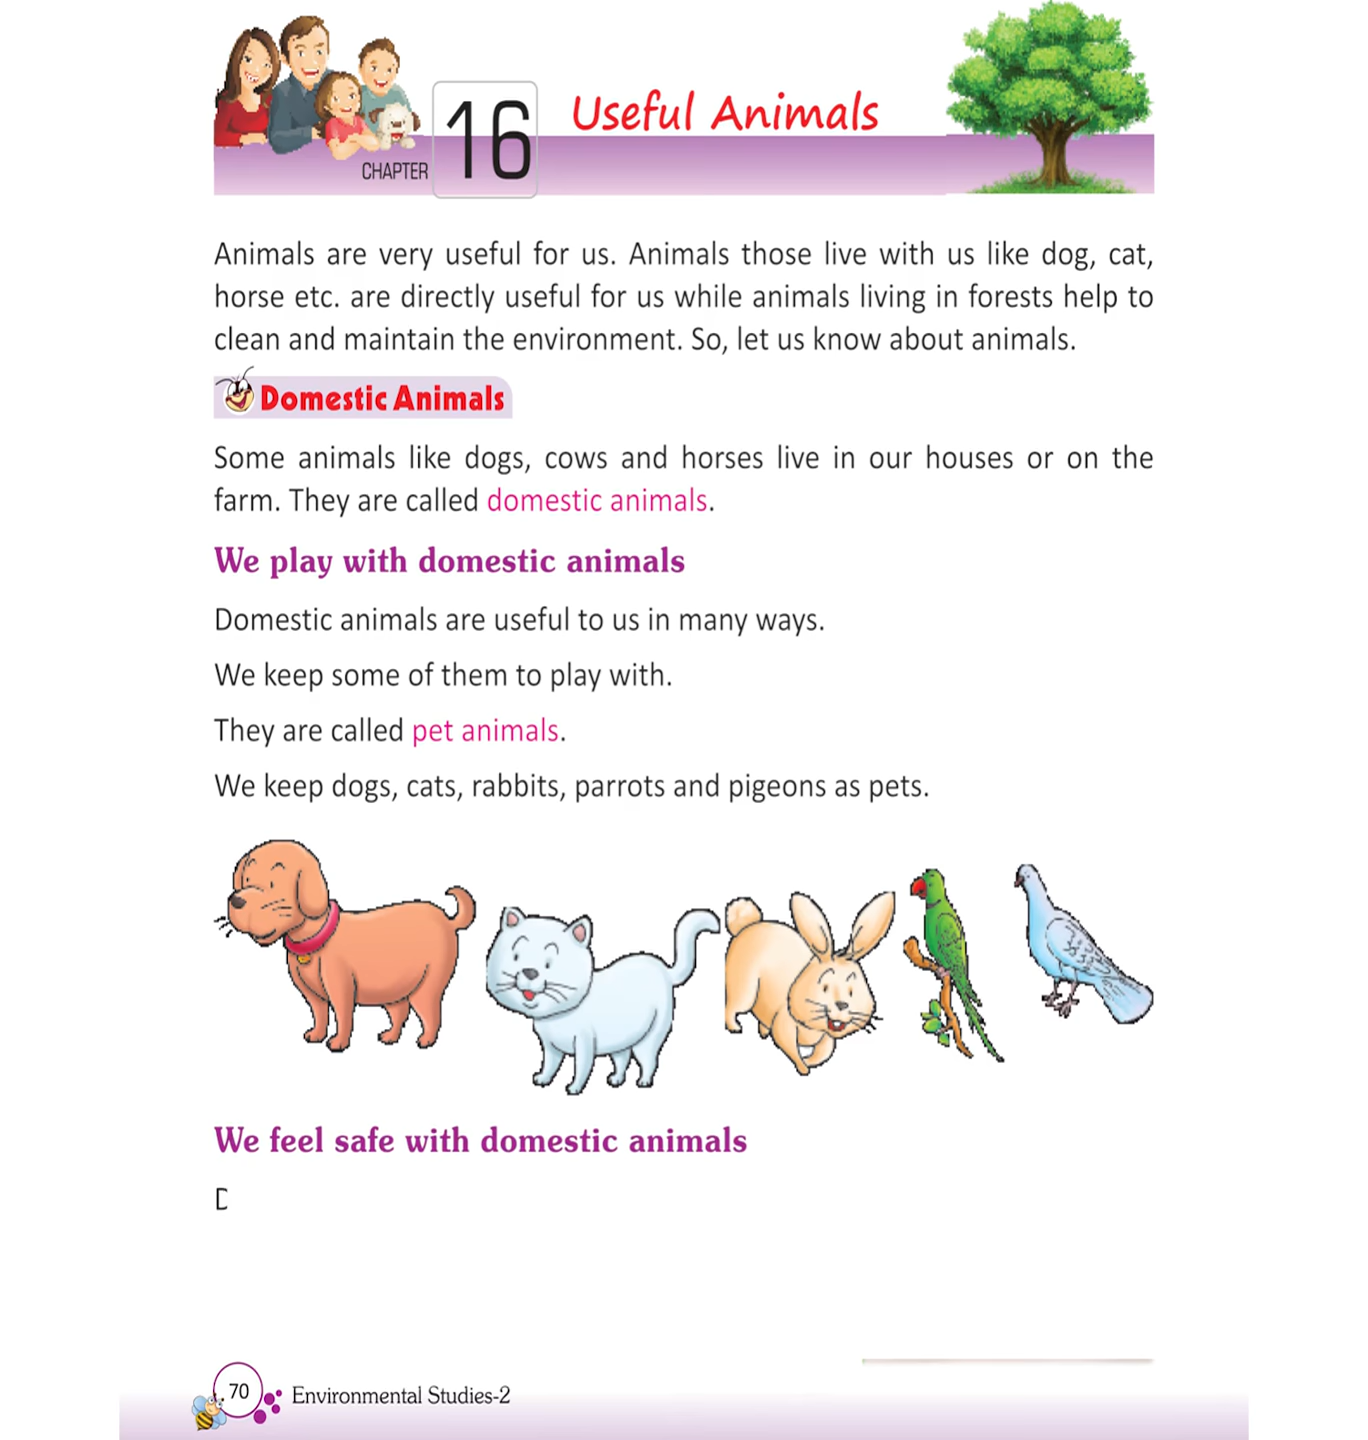 CHAPTER 16 Useful Animals
Animals are very useful for us. Animals those live with us like dog, cat,
horse etc. are directly useful for us while animals living in forests help to
clean and maintain the environment. So, let us know about animals.
Domestic Animals
Some animals like dogs, cows and horses live in our houses or on the
farm. They are called domestic animals.
We play with domestic animals
Domestic animals are useful to us in many ways.
We keep some of them to play with.
They are called pet animals.
We keep dogs, cats, rabbits, parrots and pigeons as pets.
We feel safe with domestic animals
70 Environmental Studies-2